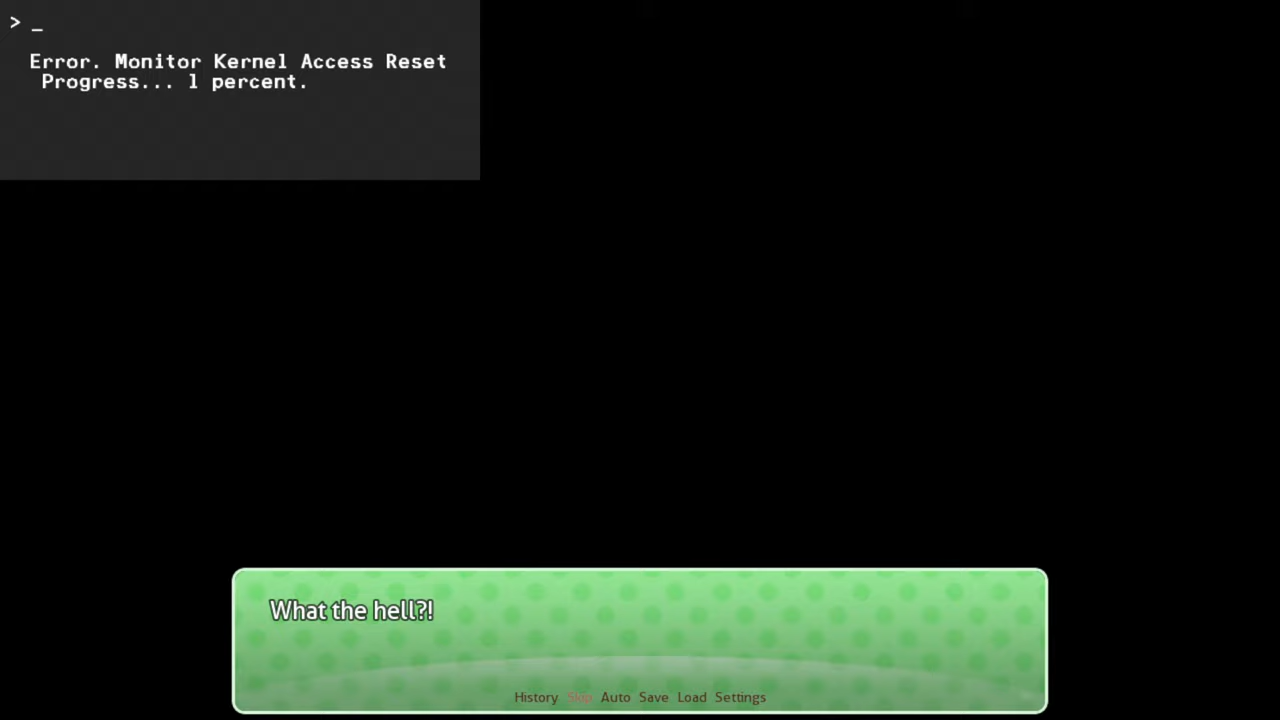 > _
Error. Monitor Kernel Access Reset
Progress... 1 percent.
What the hell?!
History Skip Auto Save Load Settings